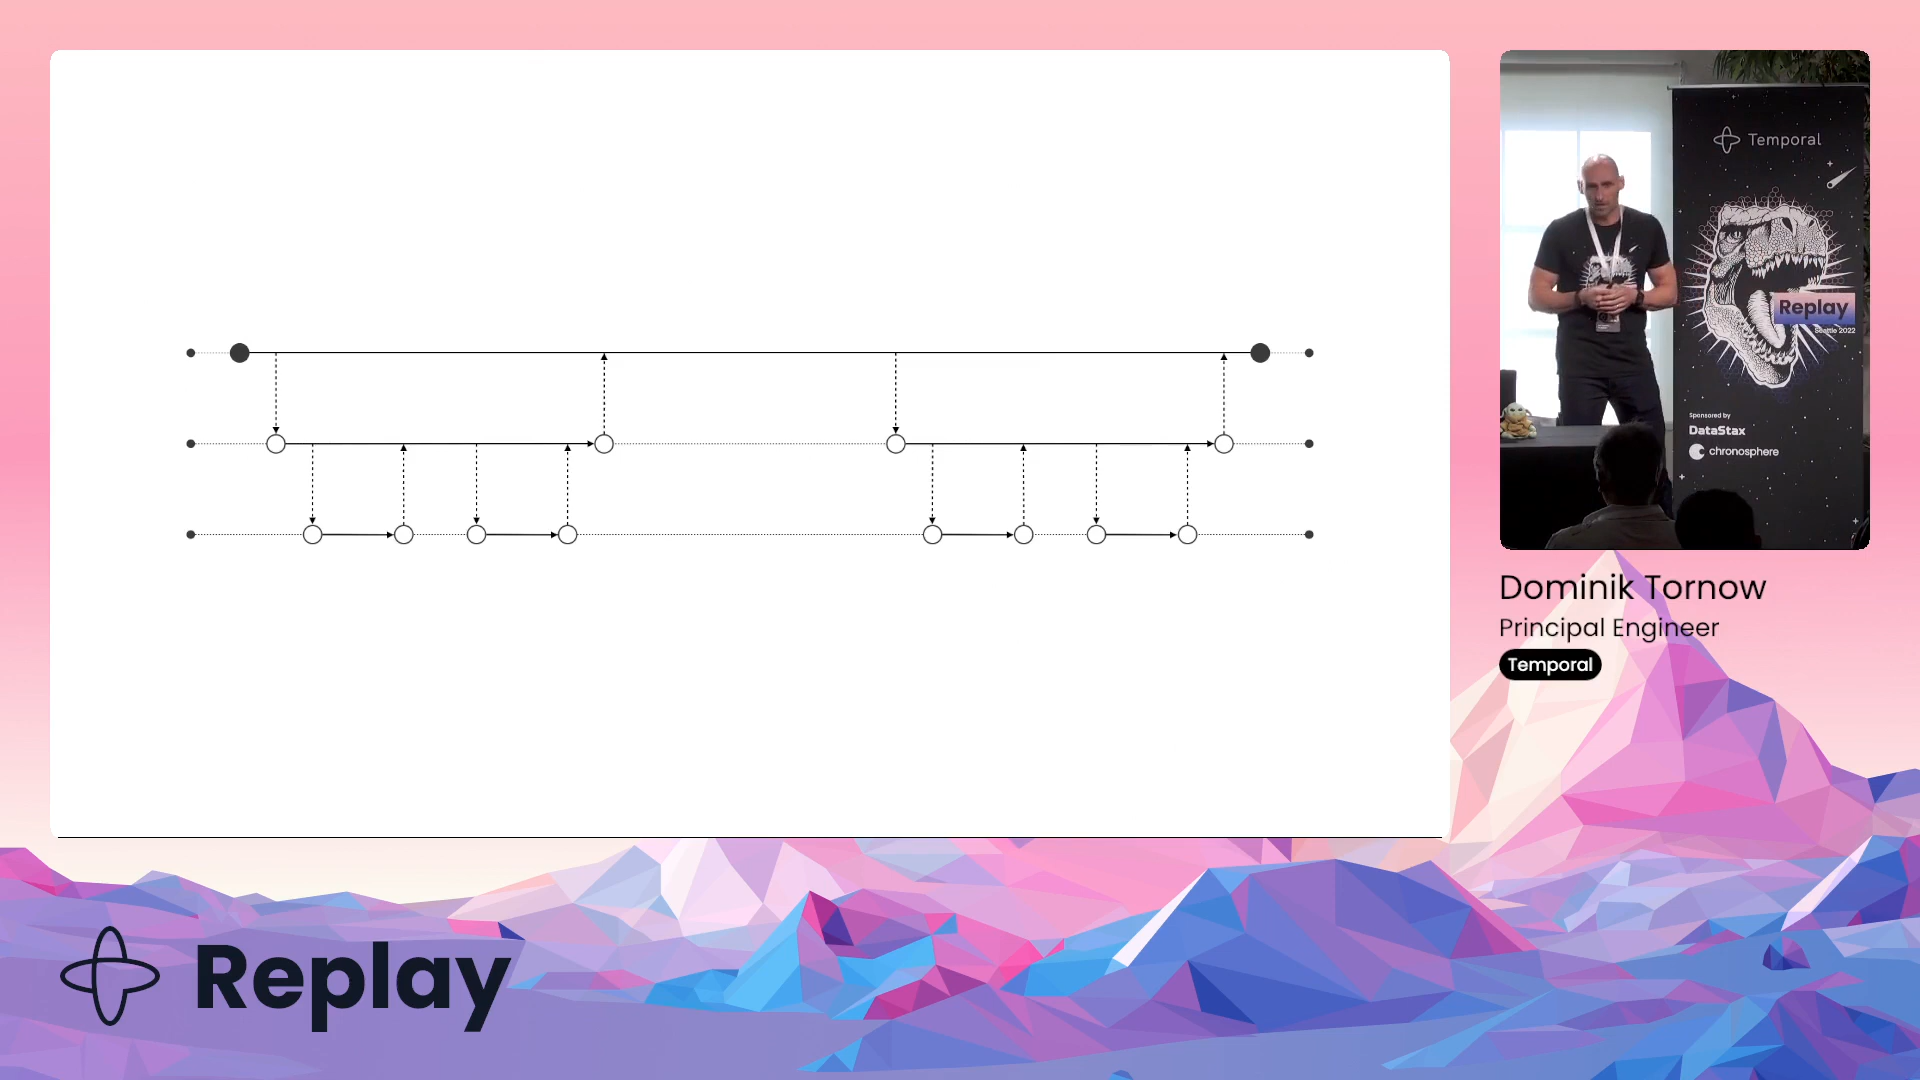 Temporal
Replay
Seattle 2022
Sponsored by
DataStax
chronosphere
Dominik Tornow
Principal Engineer
Temporal
Replay